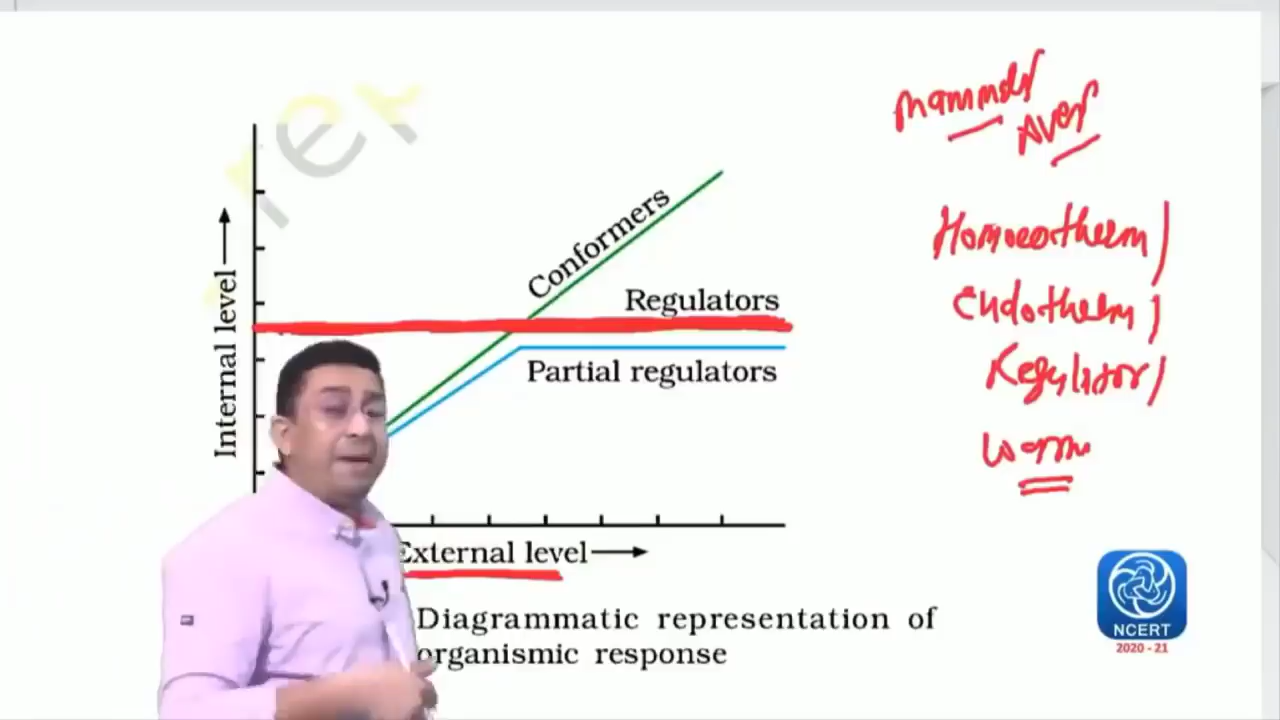 Mammals
Aves
Conformers
Regulators
Partial regulators
Internal level
Homoeotherm/
Endotherm/
Regulator/
warm
External level
Diagrammatic representation of
organismic response
NCERT
2020 - 21